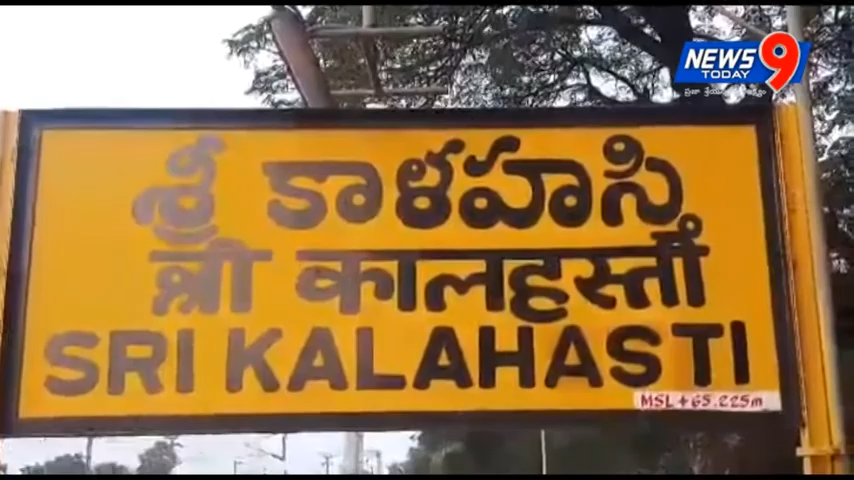 NEWS 9
TODAY
శ్రీ కాళహస్తి
श्री कालहस्ती
SRI KALAHASTI
MSL+65.225m